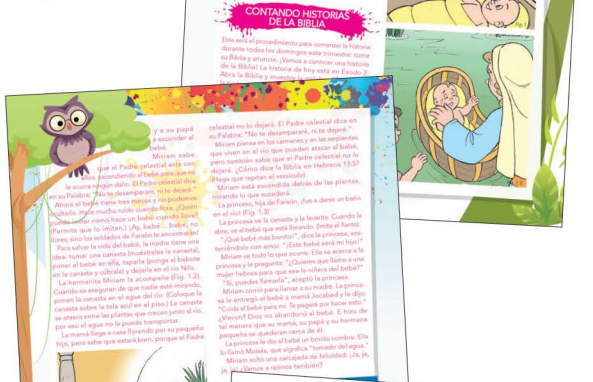 CONTANDO HISTORIAS
DE LA BIBLIA
Este será el procedimiento para comenzar la historia
durante todos los domingos este trimestre: tome
su Biblia y anuncie: ¡Vamos a conocer una historia
de la Biblia! La historia de hoy está en Éxodo 2.
Abra la Biblia y muestre
y a su papá
a esconder al
bebé.
Miriam sabe
que el Padre celestial está con
ellos, escondiendo al bebé para que no
le ocurra ningún daño. El Padre celestial dice
en su Palabra: "No te desampararé, ni te dejaré."
Ahora el bebé tiene tres meses y no podemos
ocultarlo. Hace mucho ruido cuando llora. ¿Quién
puede imitar cómo hace un bebé cuando llora?
(Permita que lo imiten.) ¡Ay, bebé... bebé, no
llores, sino los soldados de Faraón te encontrarán!
Para salvar la vida del bebé, la madre tiene una
idea: tomar una canasta (muéstreles la canasta),
poner al bebé en ella, taparla (ponga el bebote
en la canasta y cúbrala) y dejarla en el río Nilo.
La hermanita Miriam la acompaña (Fig. 1.2).
Cuando se aseguran de que nadie está mirando,
ponen la canasta en el agua del río. (Coloque la
canasta sobre la tela azul en el piso.) La canasta
se atasca entre las plantas que crecen junto al río,
por eso el agua no la puede transportar.
La mamá llega a casa llorando por su pequeño
hijo, pero sabe que estará bien, porque el Padre
celestial no lo dejará. El Padre celestial dice en
su Palabra: "No te desampararé, ni te dejaré."
Miriam piensa en los caimanes y en las serpientes
que viven en el río que pueden atacar al bebé,
pero también sabe que el Padre celestial no lo
dejará. ¿Cómo dice la Biblia en Hebreos 13:5?
(Haga que repitan el versículo)
Miriam está escondida detrás de las plantas,
mirando lo que sucederá.
La princesa, hija de Faraón, ¡fue a darse un baño
en el río! (Fig. 1.3)
La princesa ve la canasta y la levanta. Cuando la
abre, ve al bebé que está llorando. (Imite el llanto)
"¡Qué bebé más bonito!", dice la princesa, sos-
teniéndolo con amor. "¡Este bebé será mi hijo!"
Miriam ve todo lo que ocurre. Ella se acerca a la
princesa y le pregunta: "¿Quieres que llame a una
mujer hebrea para que sea la niñera del bebé?"
"Sí, puedes llamarla", aceptó la princesa.
Miriam corrió para llamar a su madre. La prince-
sa le entregó el bebé a mamá Jocabed y le dijo:
"Cuida al bebé para mí. Te pagaré por hacer esto."
¿Vieron? Dios no abandonó al bebé. E hizo de
tal manera que su mamá, su papá y su hermana
pequeña se quedaran cerca de él.
La princesa le dio al bebé un bonito nombre. Ella
lo llamó Moisés, que significa "tomado del agua."
Miriam soltó una carcajada de felicidad: ¡Ja, je,
je, ja! ¿Vamos a reírnos también?